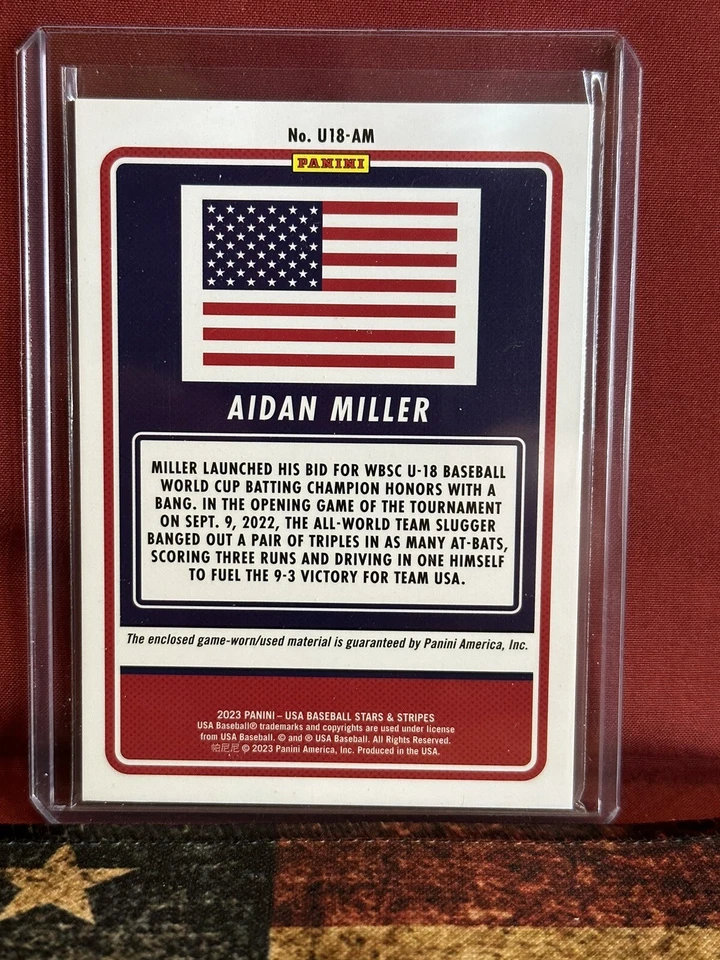 No. U18-AM
PANINI
AIDAN MILLER
MILLER LAUNCHED HIS BID FOR WBSC U-18 BASEBALL
WORLD CUP BATTING CHAMPION HONORS WITH A
BANG. IN THE OPENING GAME OF THE TOURNAMENT
ON SEPT. 9, 2022, THE ALL-WORLD TEAM SLUGGER
BANGED OUT A PAIR OF TRIPLES IN AS MANY AT-BATS,
SCORING THREE RUNS AND DRIVING IN ONE HIMSELF
TO FUEL THE 9-3 VICTORY FOR TEAM USA.
The enclosed game-worn/used material is guaranteed by Panini America, Inc.
2023 PANINI – USA BASEBALL STARS & STRIPES
USA Baseball® trademarks and copyrights are used under license
from USA Baseball. © and ® USA Baseball. All Rights Reserved.
帕尼尼 © 2023 Panini America, Inc. Produced in the USA.